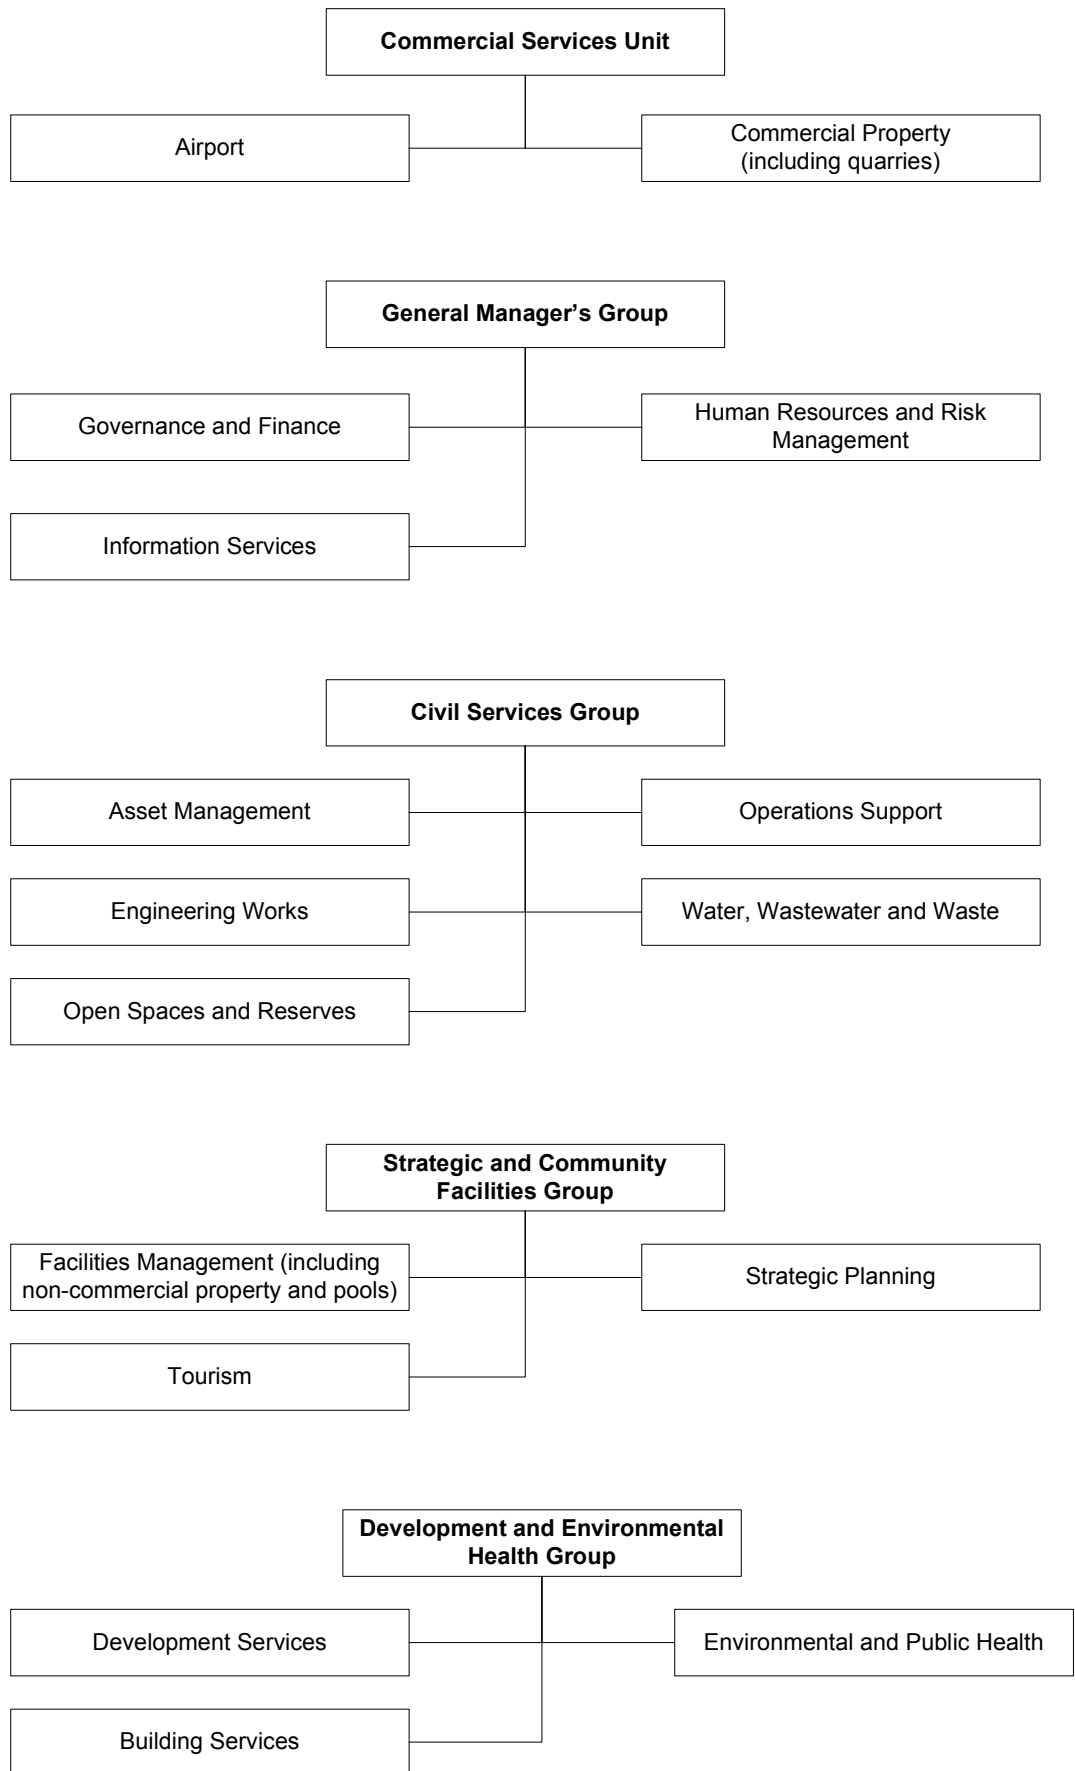 Commercial Services Unit
Airport
Commercial Property
(including quarries)
General Manager’s Group
Governance and Finance
Human Resources and Risk
Management
Information Services
Civil Services Group
Asset Management
Operations Support
Engineering Works
Water, Wastewater and Waste
Open Spaces and Reserves
Strategic and Community
Facilities Group
Facilities Management (including
non-commercial property and pools)
Strategic Planning
Tourism
Development and Environmental
Health Group
Development Services
Environmental and Public Health
Building Services